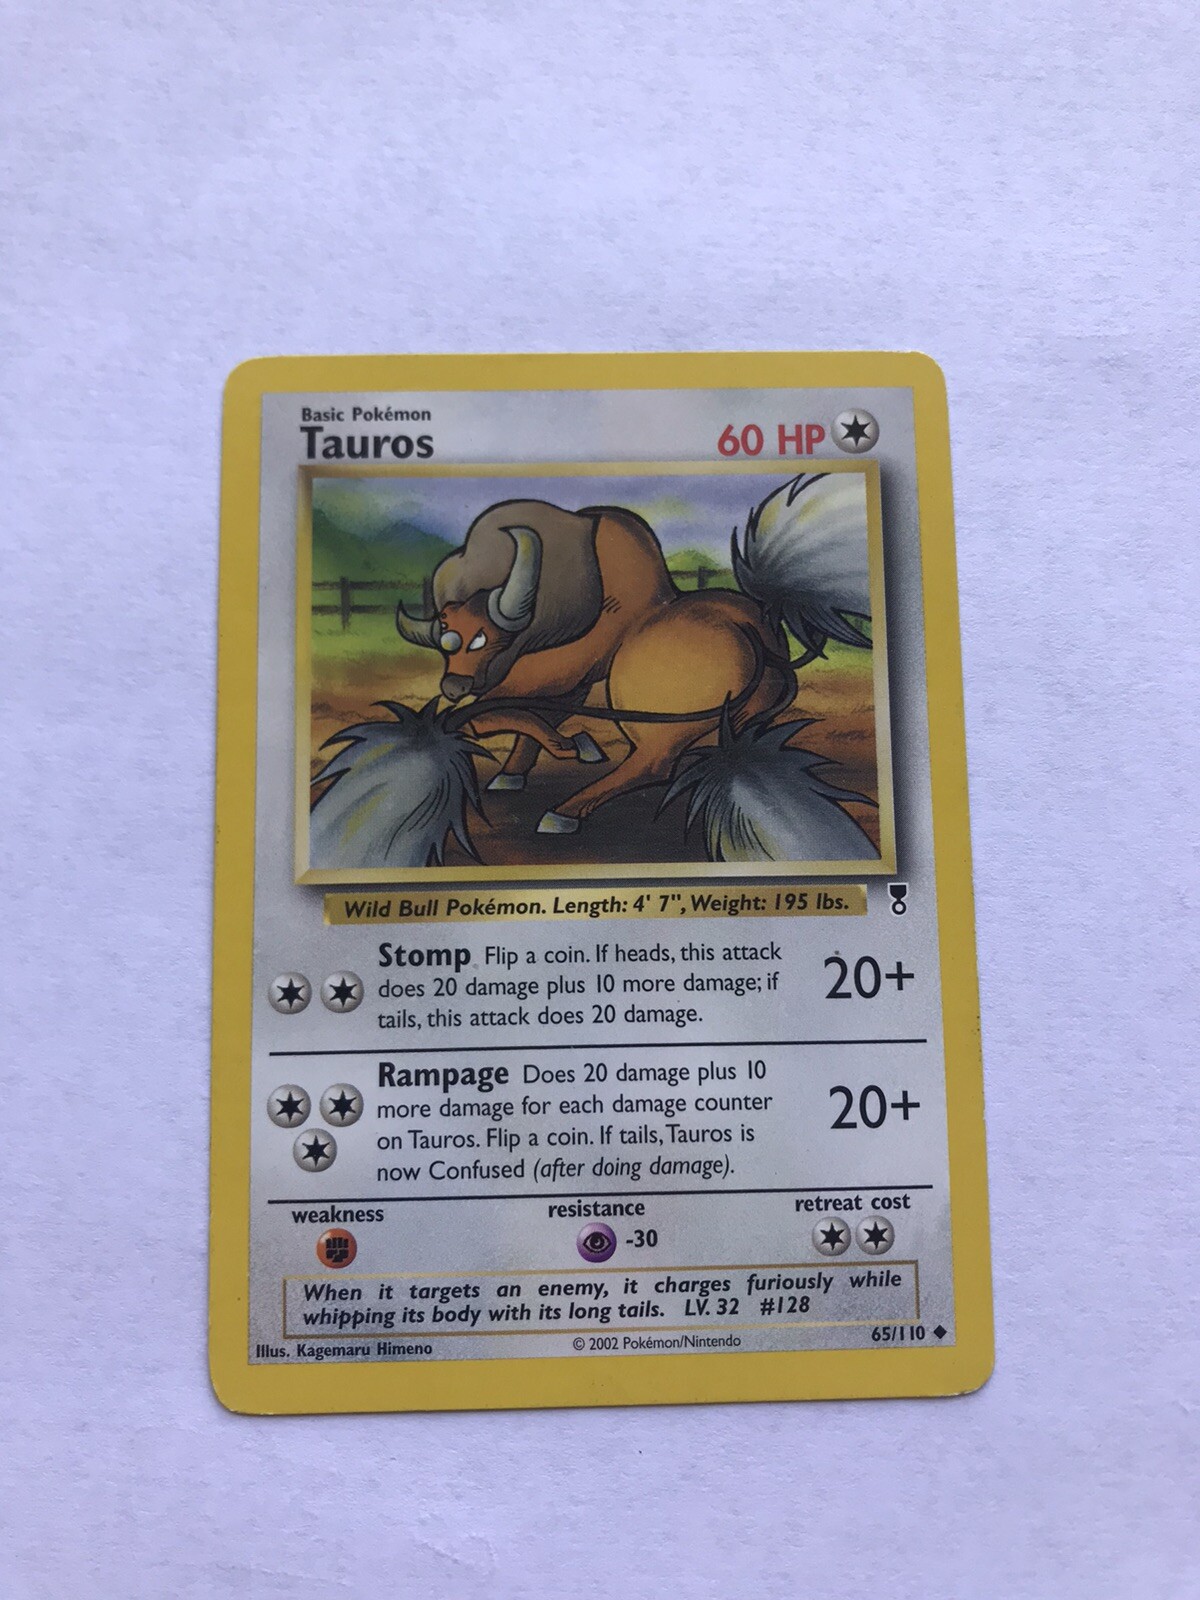 Basic Pokémon
Tauros
60 HP
Wild Bull Pokémon. Length: 4' 7", Weight: 195 lbs.
Stomp Flip a coin. If heads, this attack
does 20 damage plus 10 more damage; if
tails, this attack does 20 damage.
20+
Rampage Does 20 damage plus 10
more damage for each damage counter
on Tauros. Flip a coin. If tails, Tauros is
now Confused (after doing damage).
20+
weakness
resistance
-30
retreat cost
When it targets an enemy, it charges furiously while
whipping its body with its long tails. LV. 32 #128
Illus. Kagemaru Himeno
© 2002 Pokémon/Nintendo
65/110